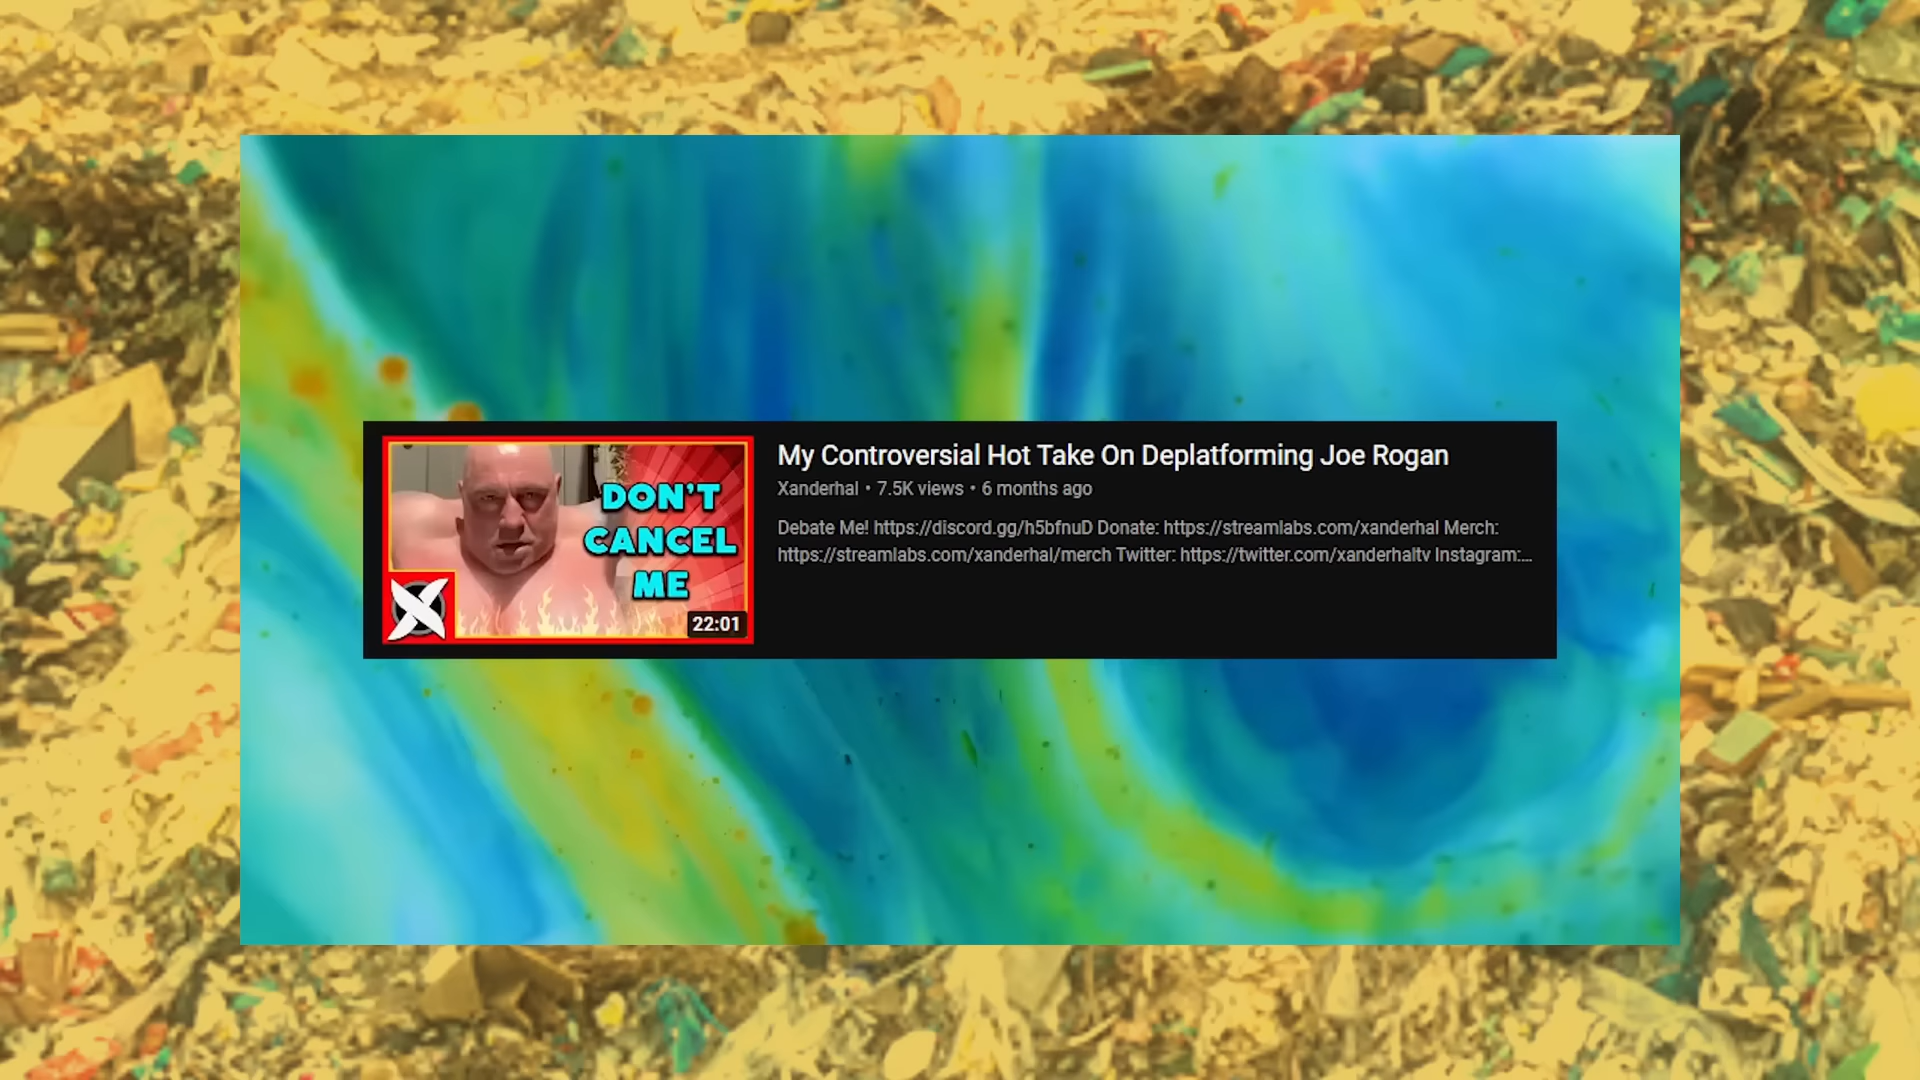 DON'T
CANCEL
ME
22:01
My Controversial Hot Take On Deplatforming Joe Rogan
Xanderhal • 7.5K views • 6 months ago
Debate Me! https://discord.gg/h5bfnuD Donate: https://streamlabs.com/xanderhal Merch:
https://streamlabs.com/xanderhal/merch Twitter: https://twitter.com/xanderhaltv Instagram:...